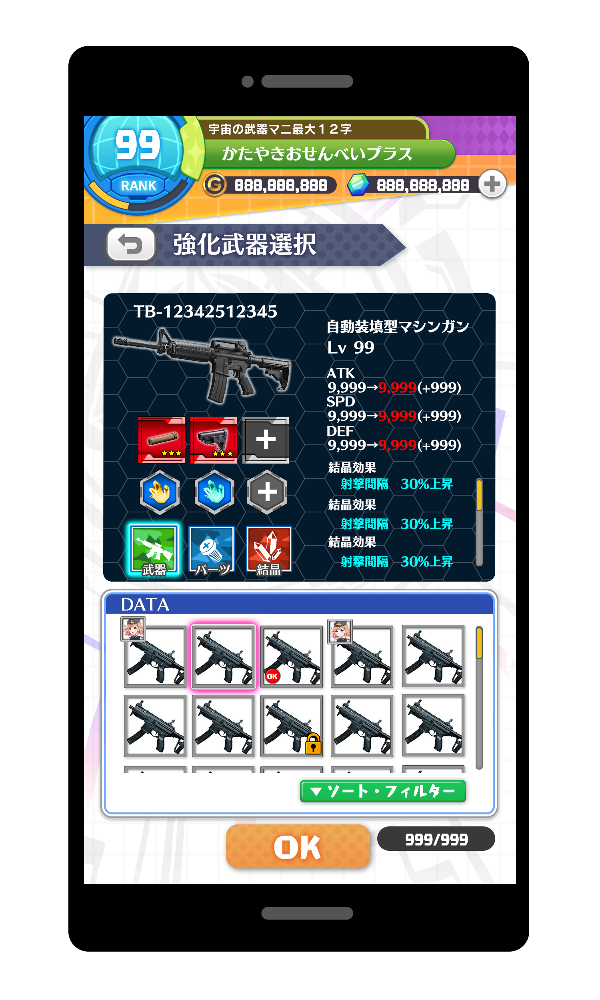 99
RANK
宇宙の武器マニ最大１２字
かたやきおせんべいプラス
G 888,888,888 888,888,888
強化武器選択
TB-12342512345
自動装填型マシンガン
Lv 99
ATK
9,999→9,999(+999)
SPD
9,999→9,999(+999)
DEF
9,999→9,999(+999)
結晶効果
射撃間隔　30%上昇
結晶効果
射撃間隔　30%上昇
結晶効果
射撃間隔　30%上昇
武器 パーツ 結晶
DATA
OK
▼ソート・フィルター
OK
999/999